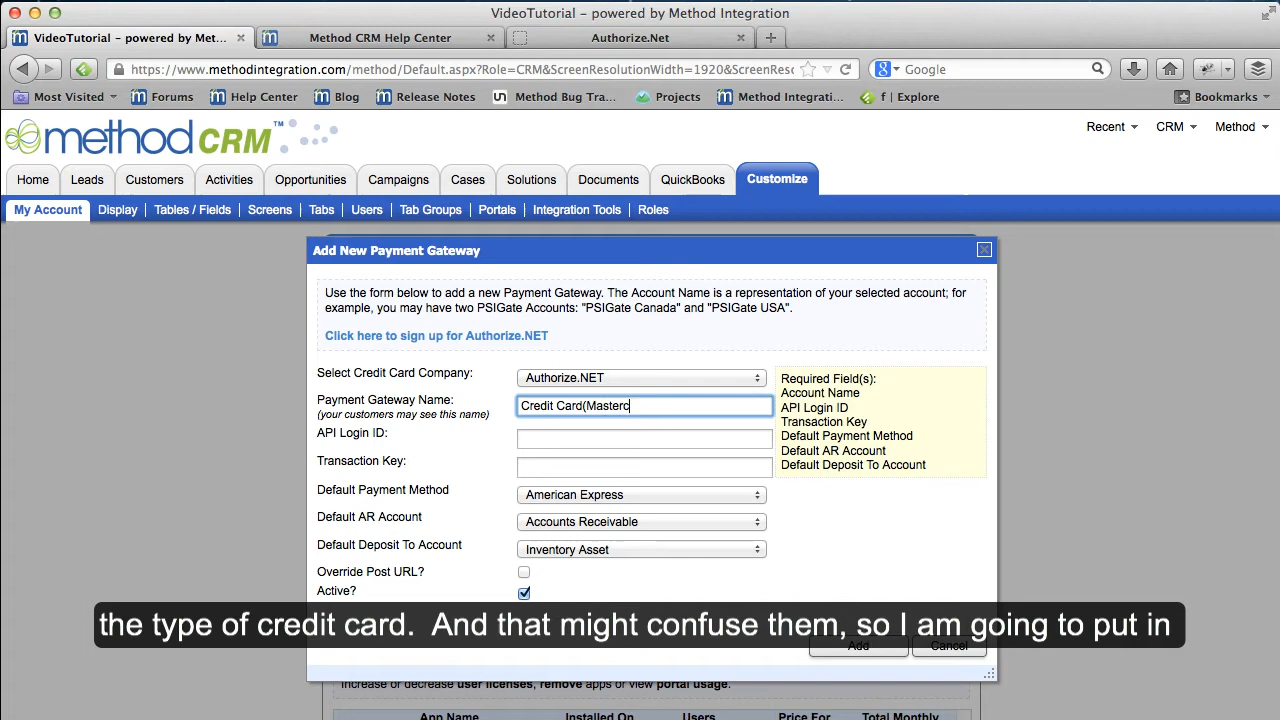 VideoTutorial - powered by Method Integration
VideoTutorial - powered by Met... Method CRM Help Center Authorize.Net
https://www.methodintegration.com/method/Default.aspx?Role=CRM&ScreenResolutionWidth=1920&ScreenResc Google
Most Visited Forums Help Center Blog Release Notes Method Bug Tra... Projects Method Integrati... f | Explore Bookmarks
methodCRM™ Recent CRM Method
Home Leads Customers Activities Opportunities Campaigns Cases Solutions Documents QuickBooks Customize
My Account Display Tables / Fields Screens Tabs Users Tab Groups Portals Integration Tools Roles
Add New Payment Gateway
Use the form below to add a new Payment Gateway. The Account Name is a representation of your selected account; for
example, you may have two PSIGate Accounts: "PSIGate Canada" and "PSIGate USA".
Click here to sign up for Authorize.NET
Select Credit Card Company: Authorize.NET
Payment Gateway Name: Credit Card(Masterc
(your customers may see this name)
API Login ID:
Transaction Key:
Default Payment Method American Express
Default AR Account Accounts Receivable
Default Deposit To Account Inventory Asset
Override Post URL?
Active?
Required Field(s):
Account Name
API Login ID
Transaction Key
Default Payment Method
Default AR Account
Default Deposit To Account
the type of credit card. And that might confuse them, so I am going to put in
Add Cancel
Increase or decrease user licenses, remove apps or view portal usage.
App Name Installed On Users Price For Total Monthly